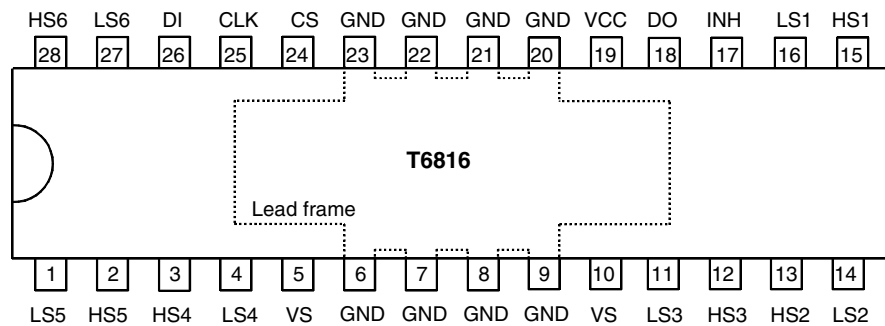 HS6 LS6 DI CLK CS GND GND GND GND VCC DO INH LS1 HS1
28 27 26 25 24 23 22 21 20 19 18 17 16 15
T6816
Lead frame
1 2 3 4 5 6 7 8 9 10 11 12 13 14
LS5 HS5 HS4 LS4 VS GND GND GND GND VS LS3 HS3 HS2 LS2